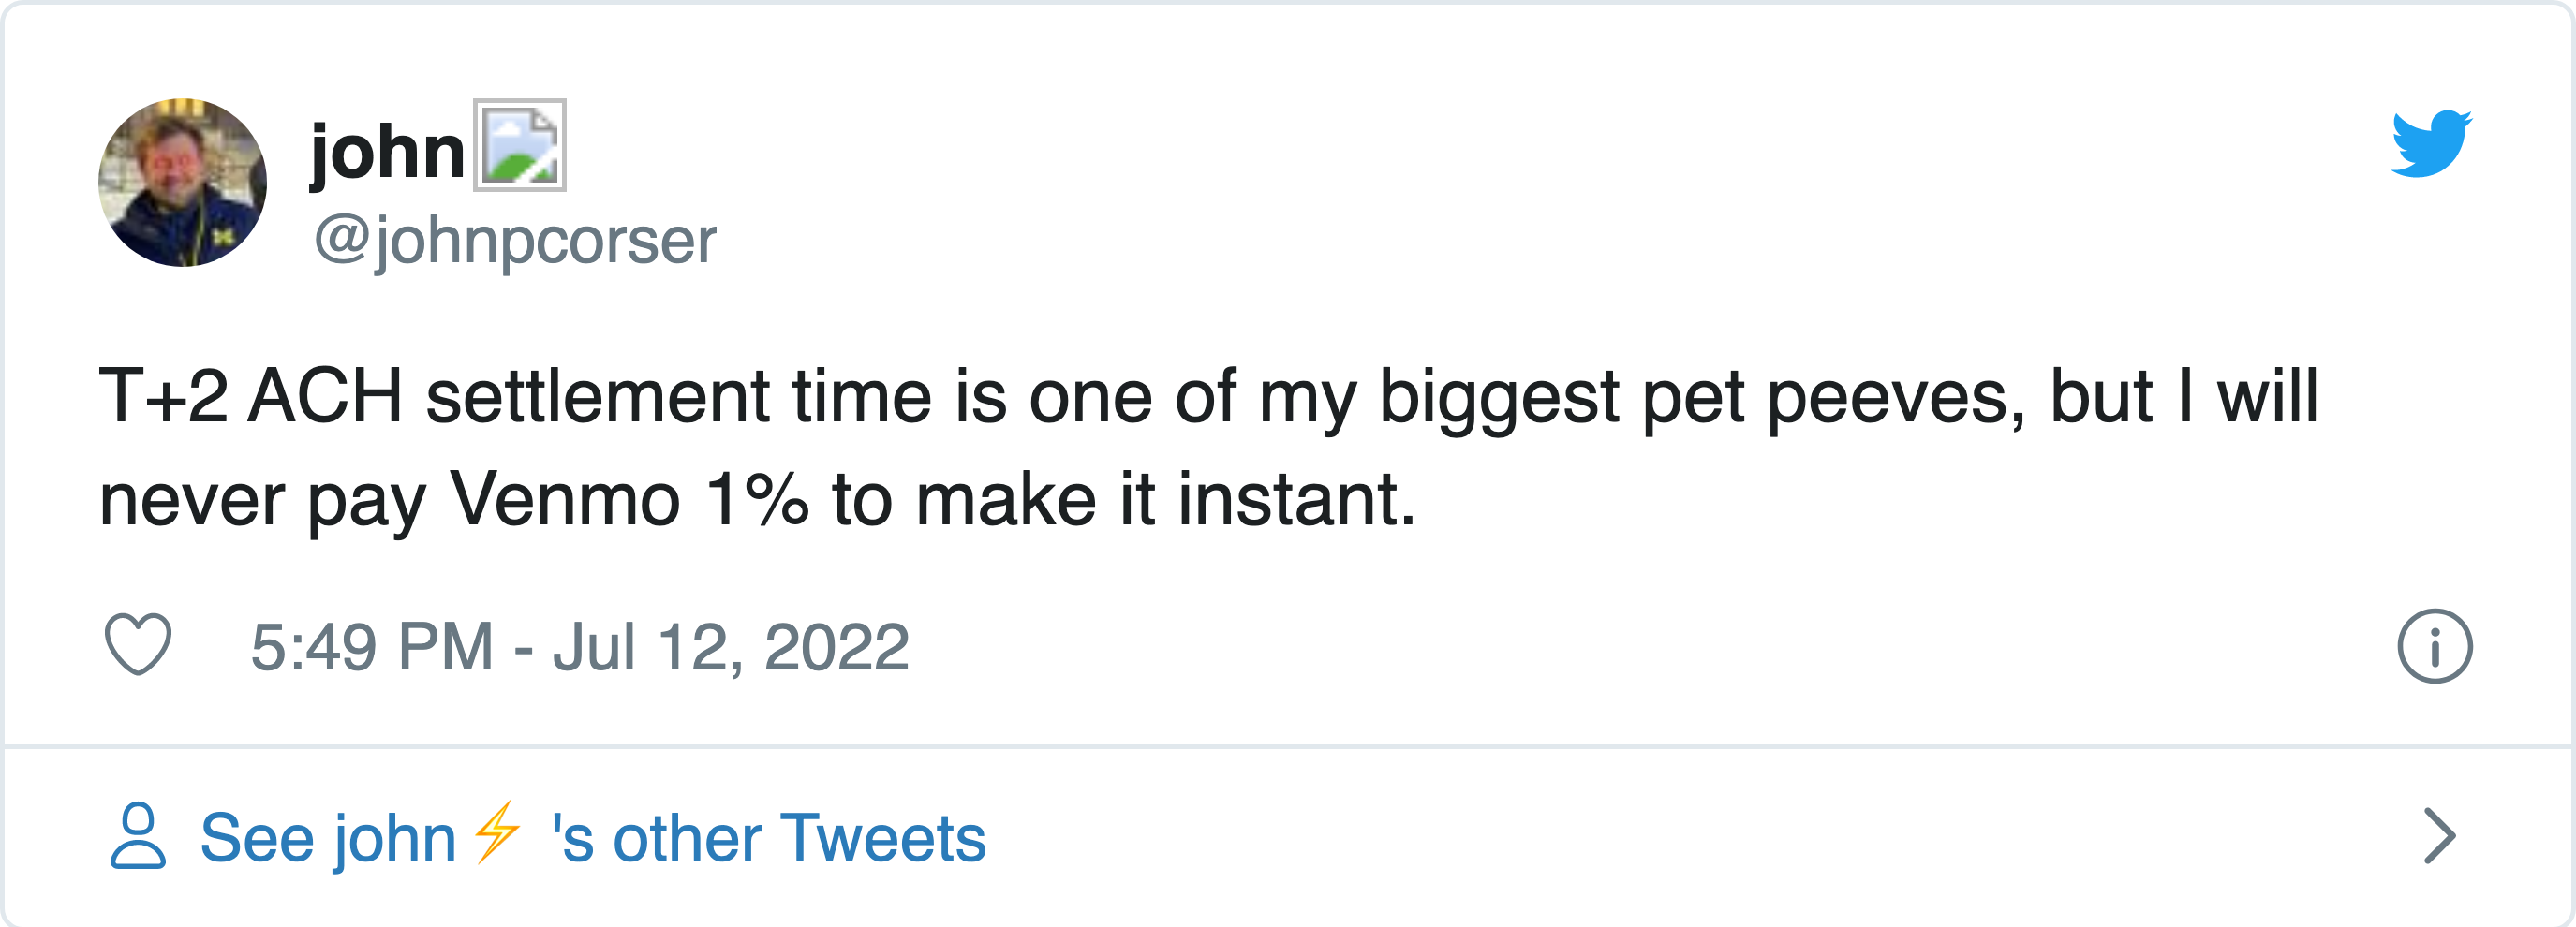 john
@johnpcorser
T+2 ACH settlement time is one of my biggest pet peeves, but I will
never pay Venmo 1% to make it instant.
5:49 PM - Jul 12, 2022
See john⚡ 's other Tweets